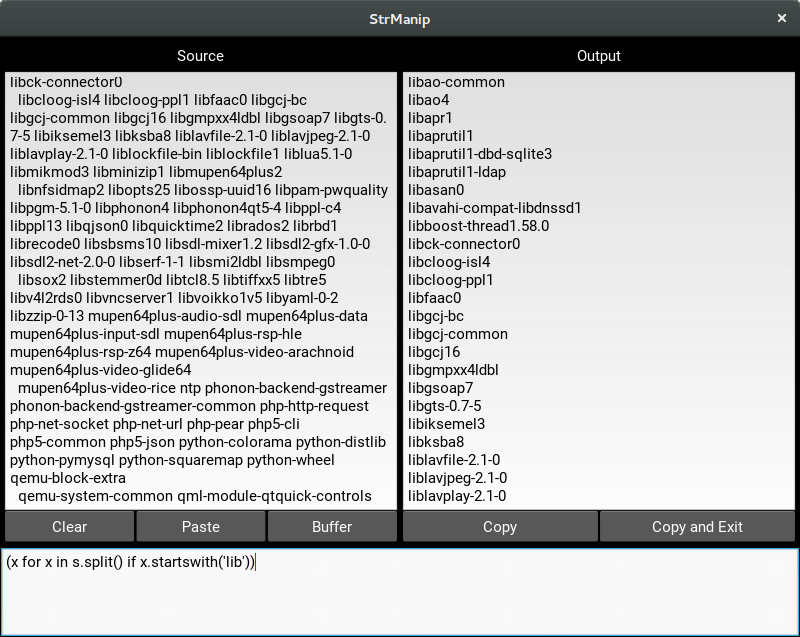 StrManip
×
Source
Output
libck-connector0
libcloog-isl4 libcloog-ppl1 libfaac0 libgcj-bc
libgcj-common libgcj16 libgmpxx4ldbl libgsoap7 libgts-0.
7-5 libiksemel3 libksba8 liblavfile-2.1-0 liblavjpeg-2.1-0
liblavplay-2.1-0 liblockfile-bin liblockfile1 liblua5.1-0
libmikmod3 libminizip1 libmupen64plus2
libnfsidmap2 libopts25 libossp-uuid16 libpam-pwquality
libpgm-5.1-0 libphonon4 libphonon4qt5-4 libppl-c4
libppl13 libqjson0 libquicktime2 librados2 librbd1
librecode0 libsbsms10 libsdl-mixer1.2 libsdl2-gfx-1.0-0
libsdl2-net-2.0-0 libserf-1-1 libsmi2ldbl libsmpeg0
libsox2 libstemmer0d libtcl8.5 libtiffxx5 libtre5
libv4l2rds0 libvncserver1 libvoikko1v5 libyaml-0-2
libzzip-0-13 mupen64plus-audio-sdl mupen64plus-data
mupen64plus-input-sdl mupen64plus-rsp-hle
mupen64plus-rsp-z64 mupen64plus-video-arachnoid
mupen64plus-video-glide64
mupen64plus-video-rice ntp phonon-backend-gstreamer
phonon-backend-gstreamer-common php-http-request
php-net-socket php-net-url php-pear php5-cli
php5-common php5-json python-colorama python-distlib
python-pymysql python-squaremap python-wheel
qemu-block-extra
qemu-system-common qml-module-qtquick-controls
libao-common
libao4
libapr1
libaprutil1
libaprutil1-dbd-sqlite3
libaprutil1-ldap
libasan0
libavahi-compat-libdnssd1
libboost-thread1.58.0
libck-connector0
libcloog-isl4
libcloog-ppl1
libfaac0
libgcj-bc
libgcj-common
libgcj16
libgmpxx4ldbl
libgsoap7
libgts-0.7-5
libiksemel3
libksba8
liblavfile-2.1-0
liblavjpeg-2.1-0
liblavplay-2.1-0
Clear
Paste
Buffer
Copy
Copy and Exit
(x for x in s.split() if x.startswith('lib'))